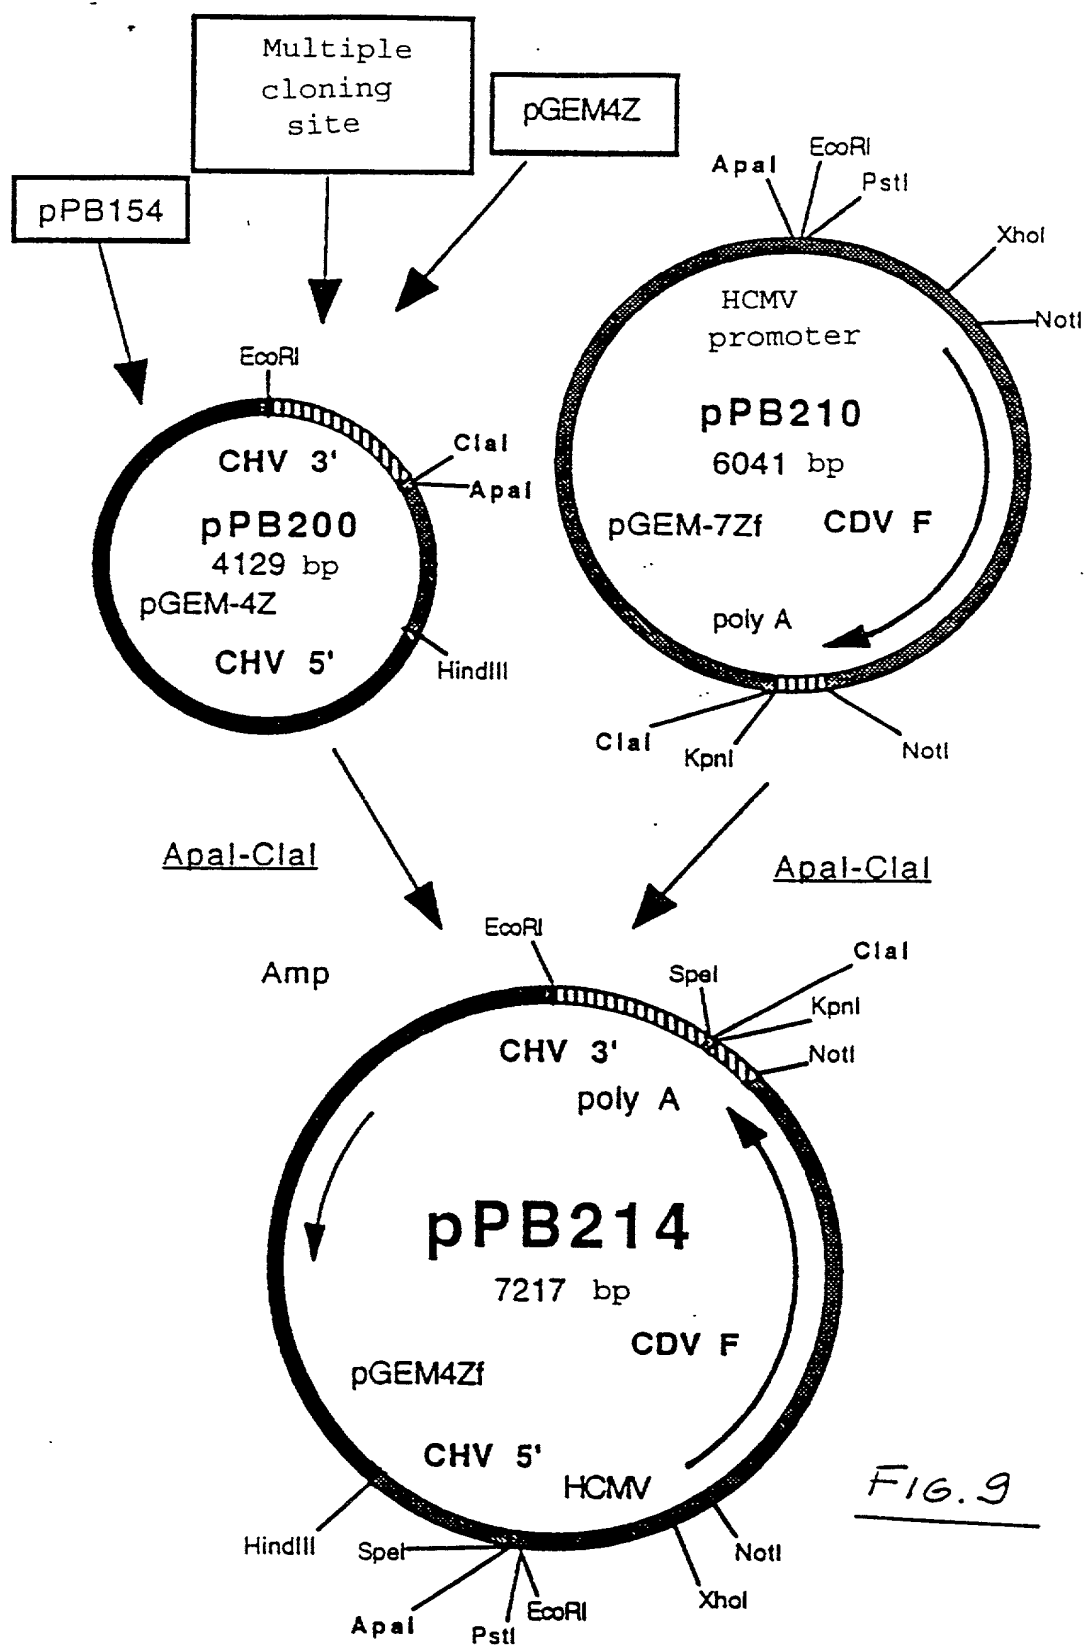 Multiple
cloning
site
pGEM4Z
pPB154
EcoRI
ClaI
ApaI
CHV 3'
pPB200
4129 bp
pGEM-4Z
CHV 5'
HindIII
ApaI
EcoRI
PstI
XhoI
NotI
HCMV
promoter
pPB210
6041 bp
pGEM-7Zf
CDV F
poly A
ClaI
KpnI
NotI
ApaI-ClaI
ApaI-ClaI
Amp
EcoRI
SpeI
ClaI
KpnI
NotI
CHV 3'
poly A
pPB214
7217 bp
CDV F
pGEM4Zf
CHV 5'
HCMV
HindIII
SpeI
ApaI
PstI
EcoRI
XhoI
NotI
FIG. 9